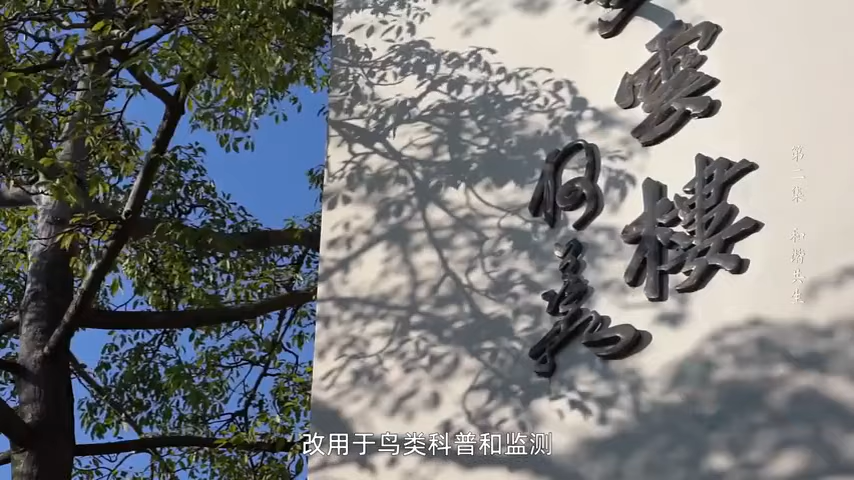 雲樓
第二集 和谐共生
改用于鸟类科普和监测